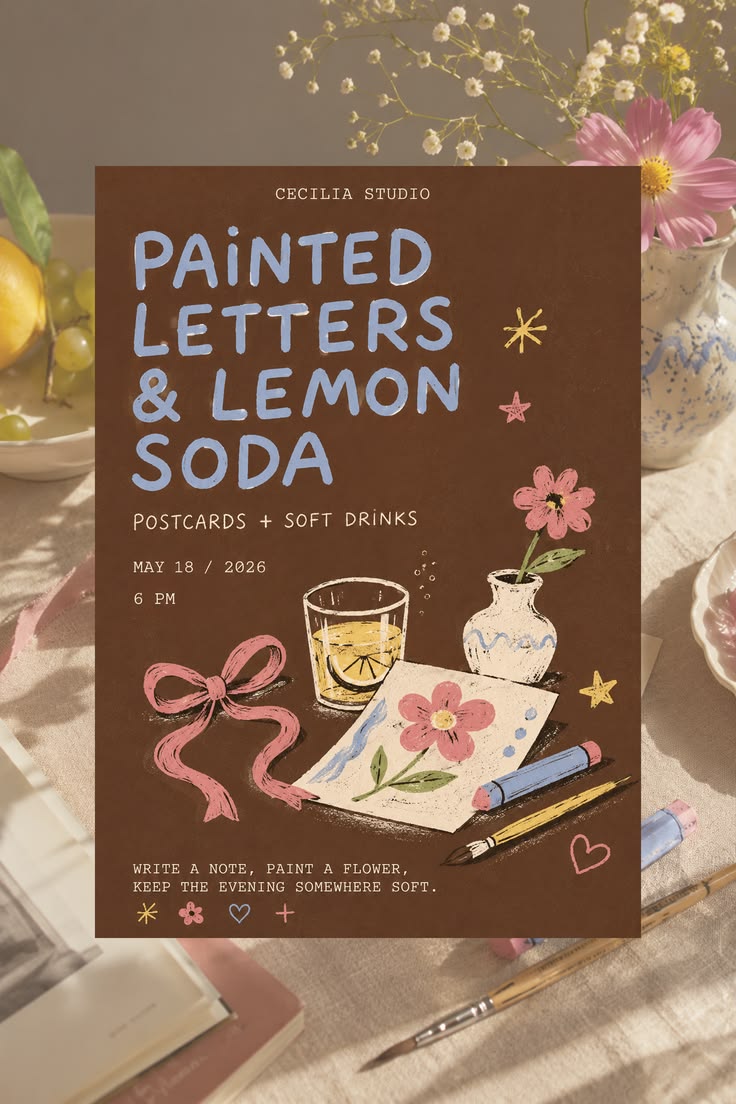 CECILIA STUDIO
PAiNTED
LETTERS
& LEMON
SODA
POSTCARDS + SOFT DRiNKS
MAY 18 / 2026
6 PM
WRITE A NOTE, PAINT A FLOWER,
KEEP THE EVENING SOMEWHERE SOFT.